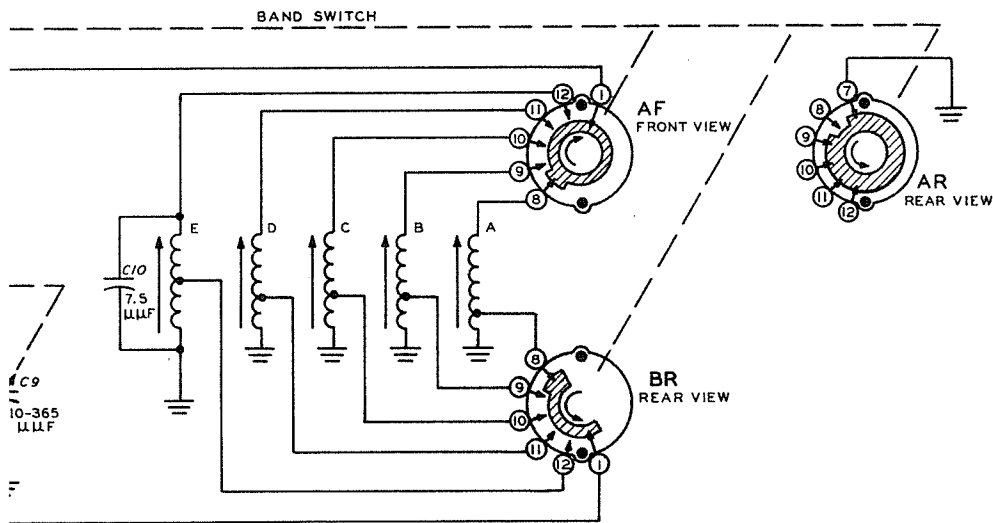 BAND SWITCH
12
1
11
10
9
8
AF
FRONT VIEW
7
8
9
10
11
12
AR
REAR VIEW
E
D
C
B
A
C10
7.5
µµF
C9
10-365
µµF
8
9
10
11
12
1
BR
REAR VIEW